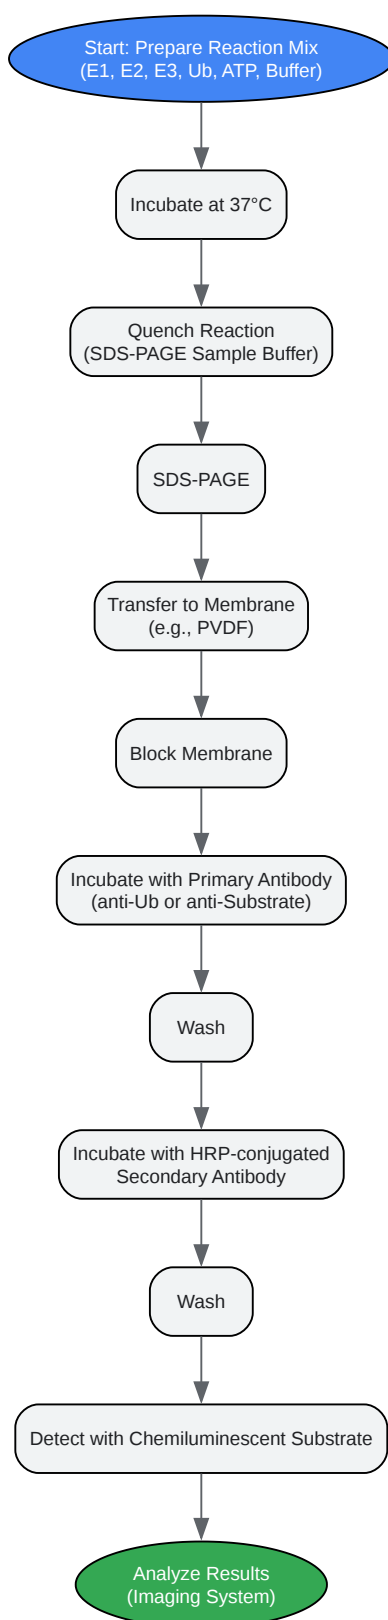 Start: Prepare Reaction Mix
(E1, E2, E3, Ub, ATP, Buffer)
Incubate at 37°C
Quench Reaction
(SDS-PAGE Sample Buffer)
SDS-PAGE
Transfer to Membrane
(e.g., PVDF)
Block Membrane
Incubate with Primary Antibody
(anti-Ub or anti-Substrate)
Wash
Incubate with HRP-conjugated
Secondary Antibody
Wash
Detect with Chemiluminescent Substrate
Analyze Results
(Imaging System)